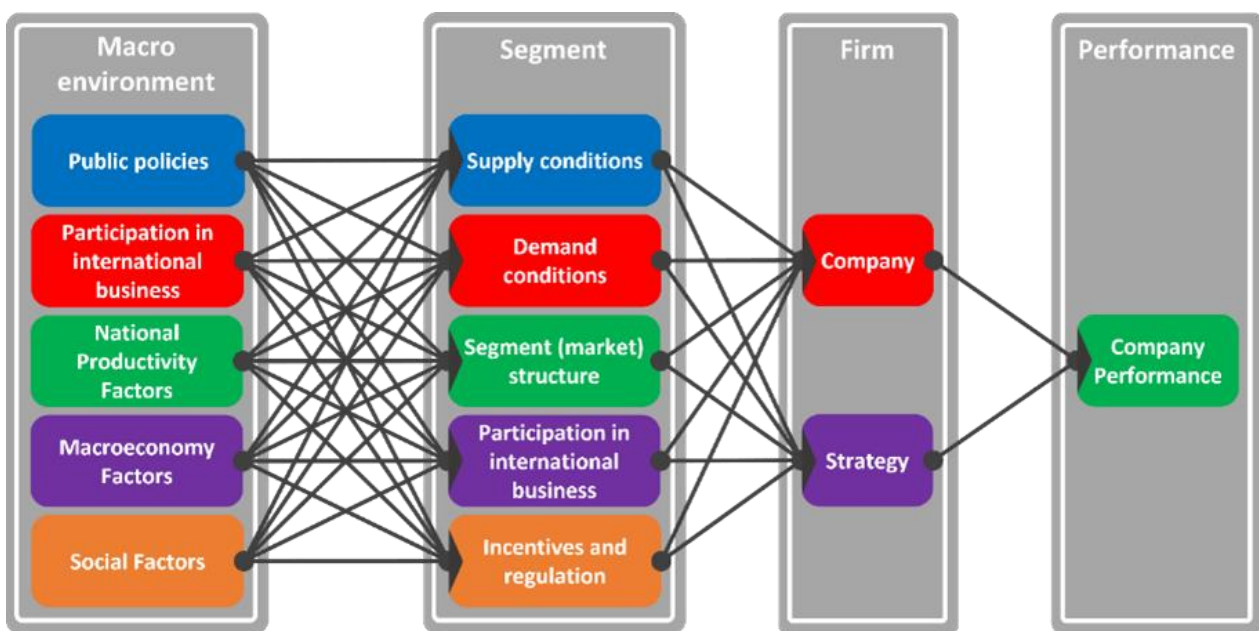 Macro
environment
Public policies
Participation in
international
business
National
Productivity
Factors
Macroeconomy
Factors
Social Factors
Segment
Supply conditions
Demand
conditions
Segment (market)
structure
Participation in
international
business
Incentives and
regulation
Firm
Company
Strategy
Performance
Company
Performance